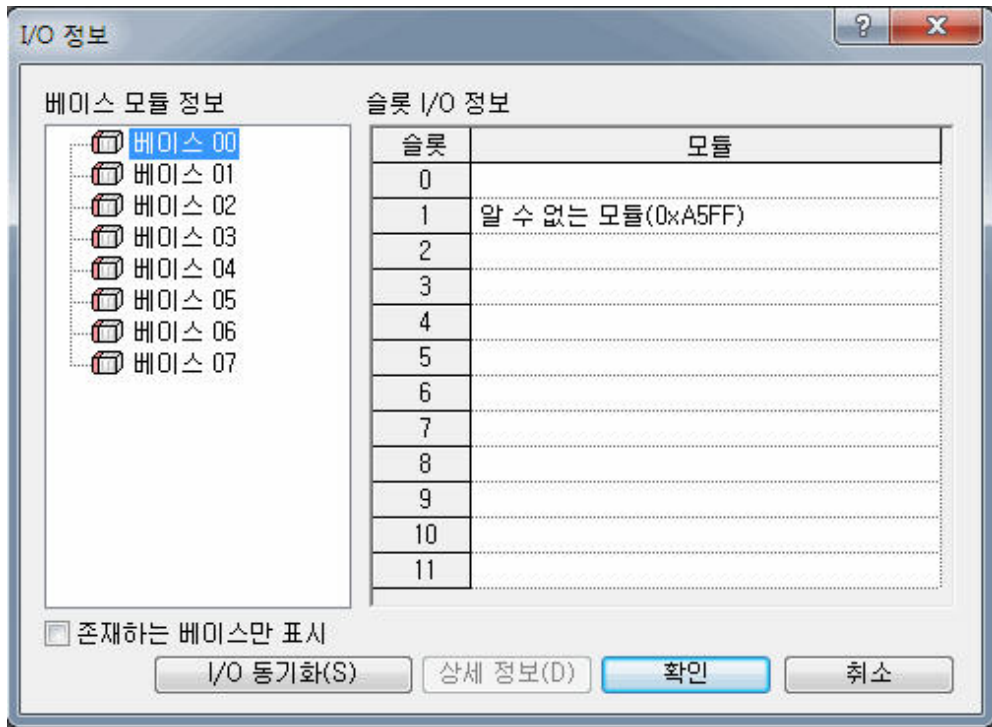 I/O 정보
베이스 모듈 정보
베이스 00
베이스 01
베이스 02
베이스 03
베이스 04
베이스 05
베이스 06
베이스 07
슬롯 I/O 정보
슬롯 모듈
0
1 알 수 없는 모듈(0xA5FF)
2
3
4
5
6
7
8
9
10
11
존재하는 베이스만 표시
I/O 동기화(S) 상세 정보(D) 확인 취소